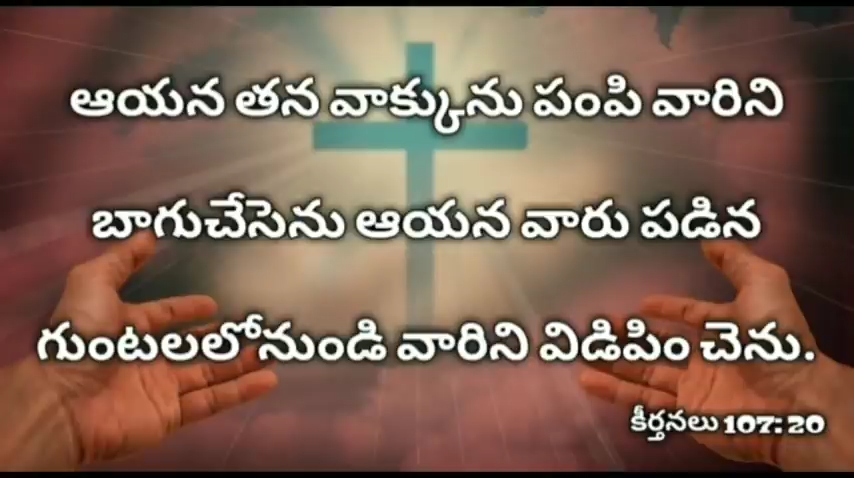 ఆయన తన వాక్కును పంపి వారిని
బాగుచేసెను ఆయన వారు పడిన
గుంటలలోనుండి వారిని విడిపిం చెను.
కీర్తనలు 107: 20